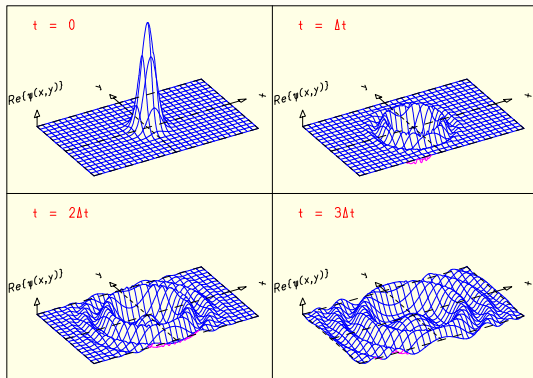 t = 0
Re{ψ(x,y)}
y
x
t = Δt
Re{ψ(x,y)}
y
x
t = 2Δt
Re{ψ(x,y)}
y
x
t = 3Δt
Re{ψ(x,y)}
y
x